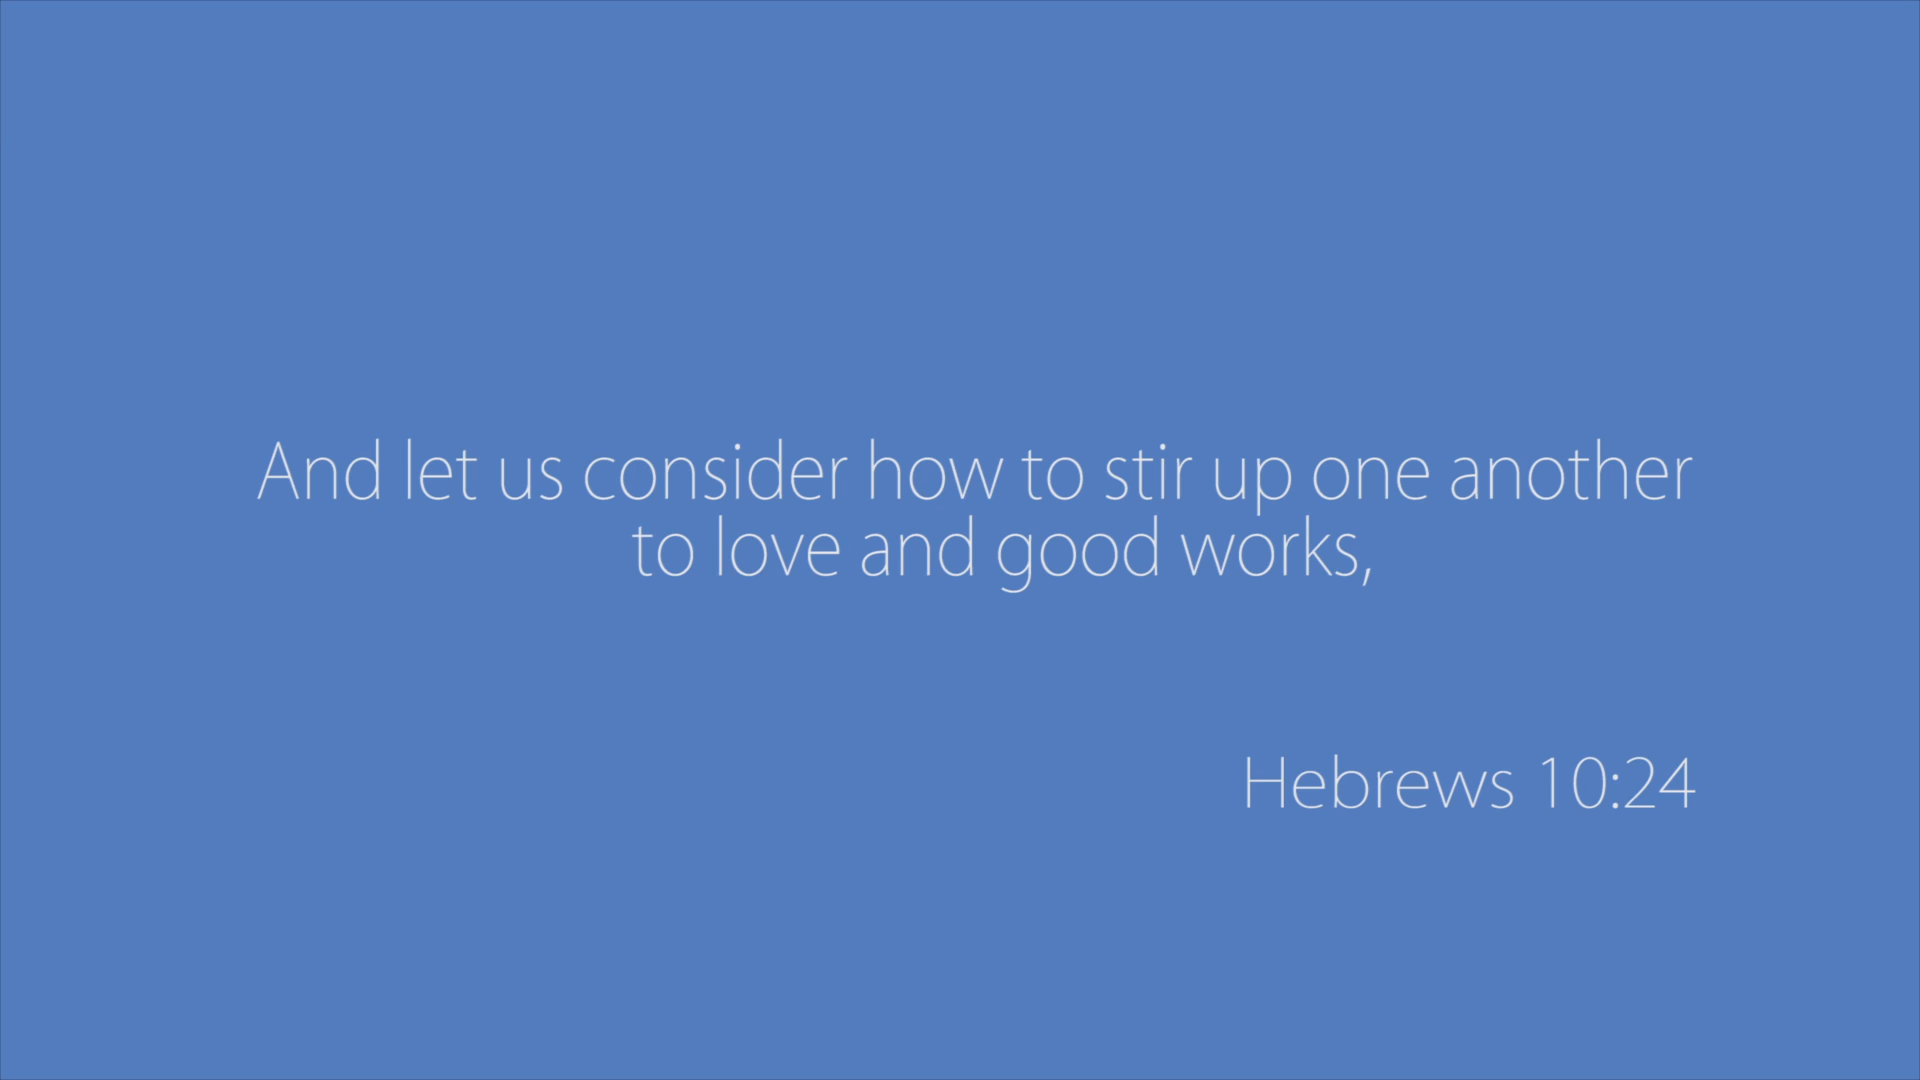 And let us consider how to stir up one another
to love and good works,
Hebrews 10:24